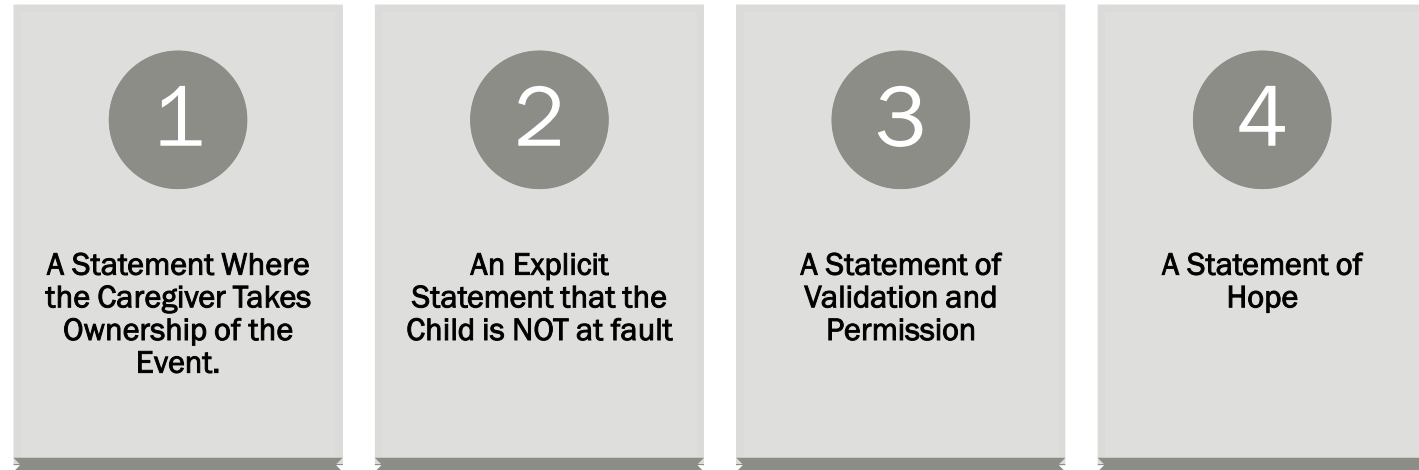 1
A Statement Where
the Caregiver Takes
Ownership of the
Event.
2
An Explicit
Statement that the
Child is NOT at fault
3
A Statement of
Validation and
Permission
4
A Statement of
Hope